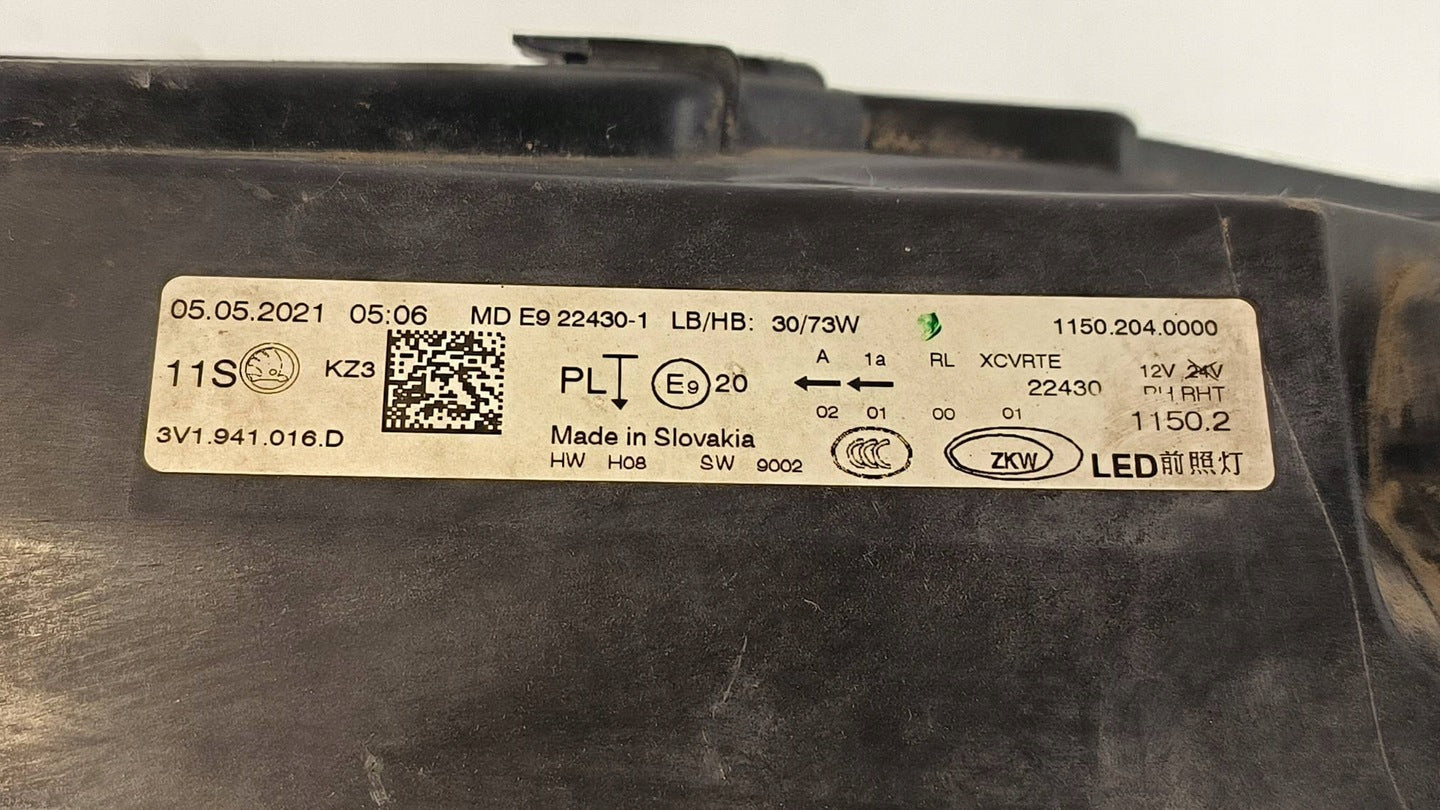 05.05.2021 05:06 MD E9 22430-1 LB/HB: 30/73W 1150.204.0000
11S KZ3 PL E9 20 A 1a RL XCVRTE 12V 24V
22430 RHT
02 01 00 01 1150.2
3V1.941.016.D Made in Slovakia
HW H08 SW 9002 CCC ZKW LED前照灯